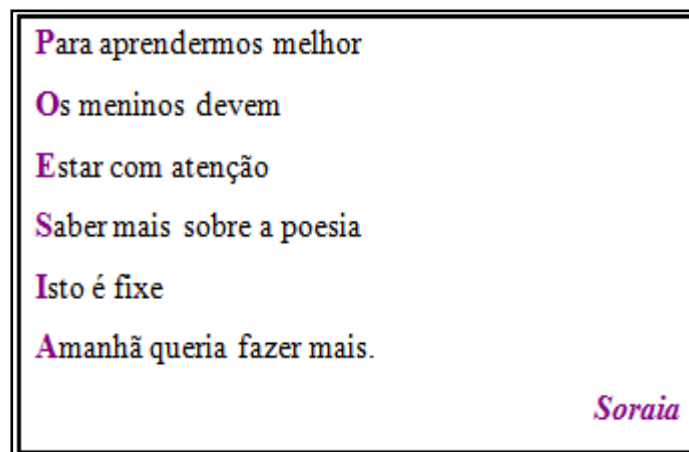 Para aprendermos melhor
Os meninos devem
Estar com atenção
Saber mais sobre a poesia
Isto é fixe
Amanhã queria fazer mais.
Soraia